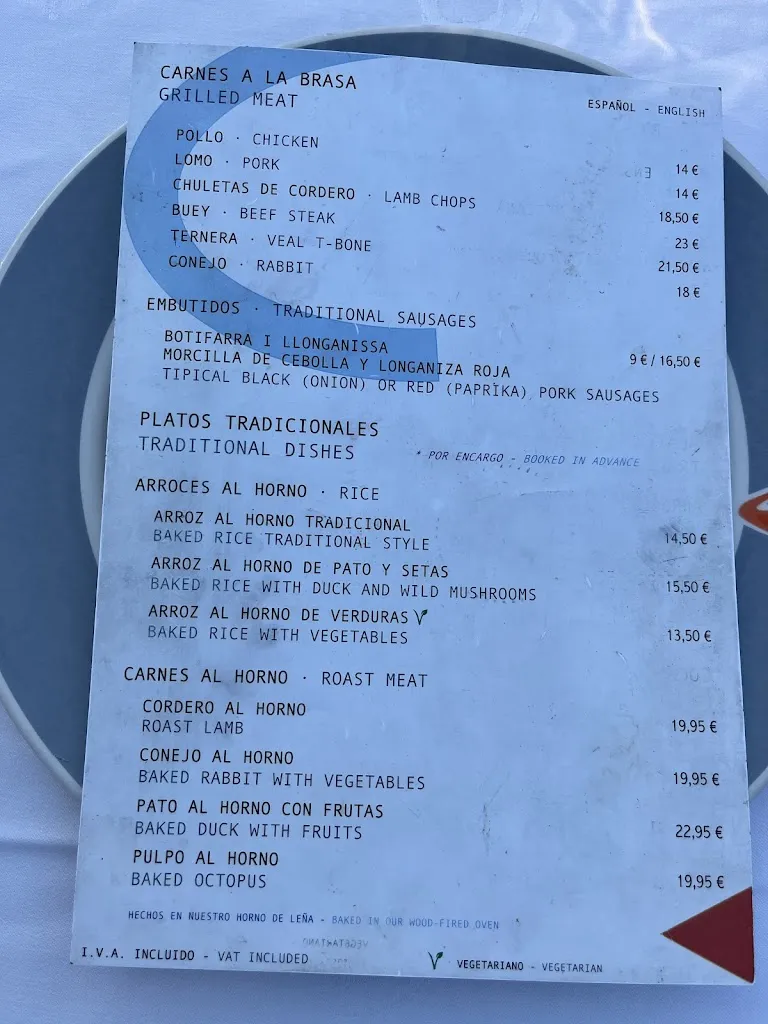 CARNES A LA BRASA
GRILLED MEAT
ESPAÑOL - ENGLISH
POLLO · CHICKEN 14 €
LOMO · PORK 14 €
CHULETAS DE CORDERO · LAMB CHOPS 18,50 €
BUEY · BEEF STEAK 23 €
TERNERA · VEAL T-BONE 21,50 €
CONEJO · RABBIT 18 €
EMBUTIDOS · TRADITIONAL SAUSAGES
BOTIFARRA I LLONGANISSA
MORCILLA DE CEBOLLA Y LONGANIZA ROJA 9 € / 16,50 €
TIPICAL BLACK (ONION) OR RED (PAPRIKA) PORK SAUSAGES
PLATOS TRADICIONALES
TRADITIONAL DISHES
* POR ENCARGO - BOOKED IN ADVANCE
ARROCES AL HORNO · RICE
ARROZ AL HORNO TRADICIONAL
BAKED RICE TRADITIONAL STYLE 14,50 €
ARROZ AL HORNO DE PATO Y SETAS
BAKED RICE WITH DUCK AND WILD MUSHROOMS 15,50 €
ARROZ AL HORNO DE VERDURAS
BAKED RICE WITH VEGETABLES 13,50 €
CARNES AL HORNO · ROAST MEAT
CORDERO AL HORNO
ROAST LAMB 19,95 €
CONEJO AL HORNO
BAKED RABBIT WITH VEGETABLES 19,95 €
PATO AL HORNO CON FRUTAS
BAKED DUCK WITH FRUITS 22,95 €
PULPO AL HORNO
BAKED OCTOPUS 19,95 €
HECHOS EN NUESTRO HORNO DE LEÑA - BAKED IN OUR WOOD-FIRED OVEN
I.V.A. INCLUIDO - VAT INCLUDED
VEGETARIANO - VEGETARIAN